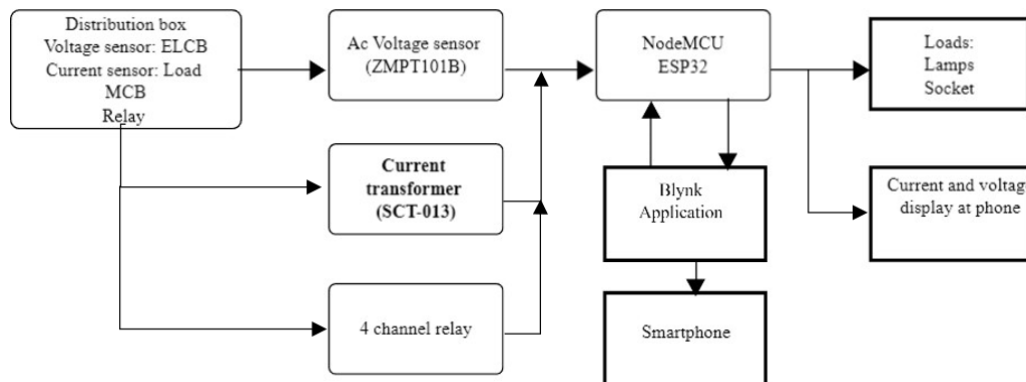 Distribution box
Voltage sensor: ELCB
Current sensor: Load
MCB
Relay
Ac Voltage sensor
(ZMPT101B)
NodeMCU
ESP32
Loads:
Lamps
Socket
Current
transformer
(SCT-013)
Blynk
Application
Current and voltage
display at phone
4 channel relay
Smartphone